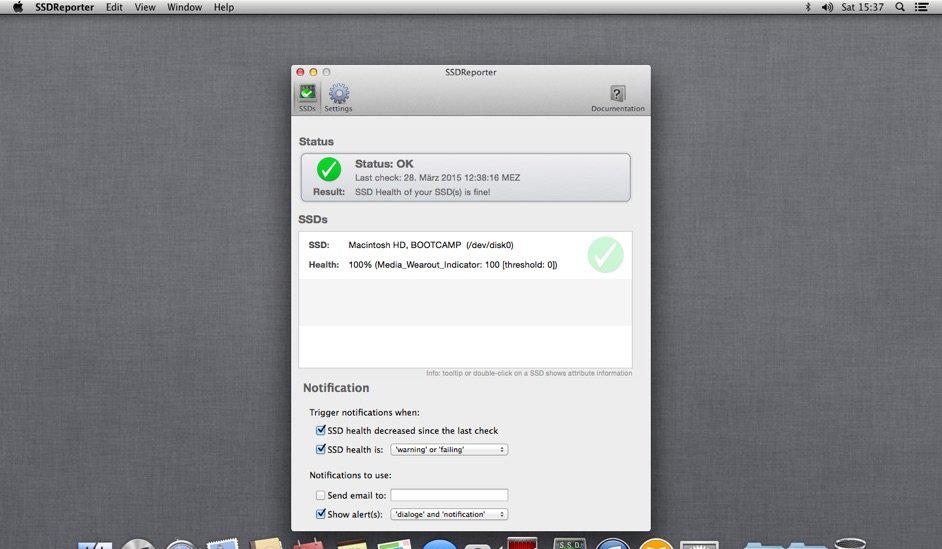 SSDReporter Edit View Window Help Sat 15:37
SSDReporter
SSDs Settings Documentation
Status
Status: OK
Last check: 28. März 2015 12:38:16 MEZ
Result: SSD Health of your SSD(s) is fine!
SSDs
SSD: Macintosh HD, BOOTCAMP (/dev/disk0)
Health: 100% (Media_Wearout_Indicator: 100 [threshold: 0])
Info: tooltip or double-click on a SSD shows attribute information
Notification
Trigger notifications when:
SSD health decreased since the last check
SSD health is: 'warning' or 'failing'
Notifications to use:
Send email to:
Show alert(s): 'dialoge' and 'notification'
S.S.D.